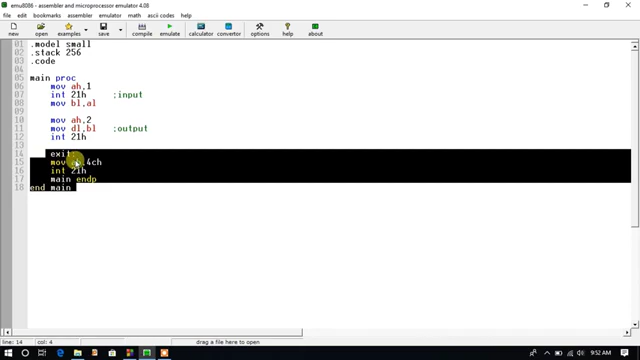 emu8086 - assembler and microprocessor emulator 4.08
file edit bookmarks assembler emulator math ascii codes help
new open examples save compile emulate calculator convertor options help about
01 .model small
02 .stack 256
03 .code
04
05 main proc
06 mov ah,1
07 int 21h ;input
08 mov bl,al
09
10 mov ah,2
11 mov dl,bl ;output
12 int 21h
13
14 exit:
15 mov ,4ch
16 int 21h
17 main endp
18 end main
line: 14 col: 4 drag a file here to open
9:52 AM